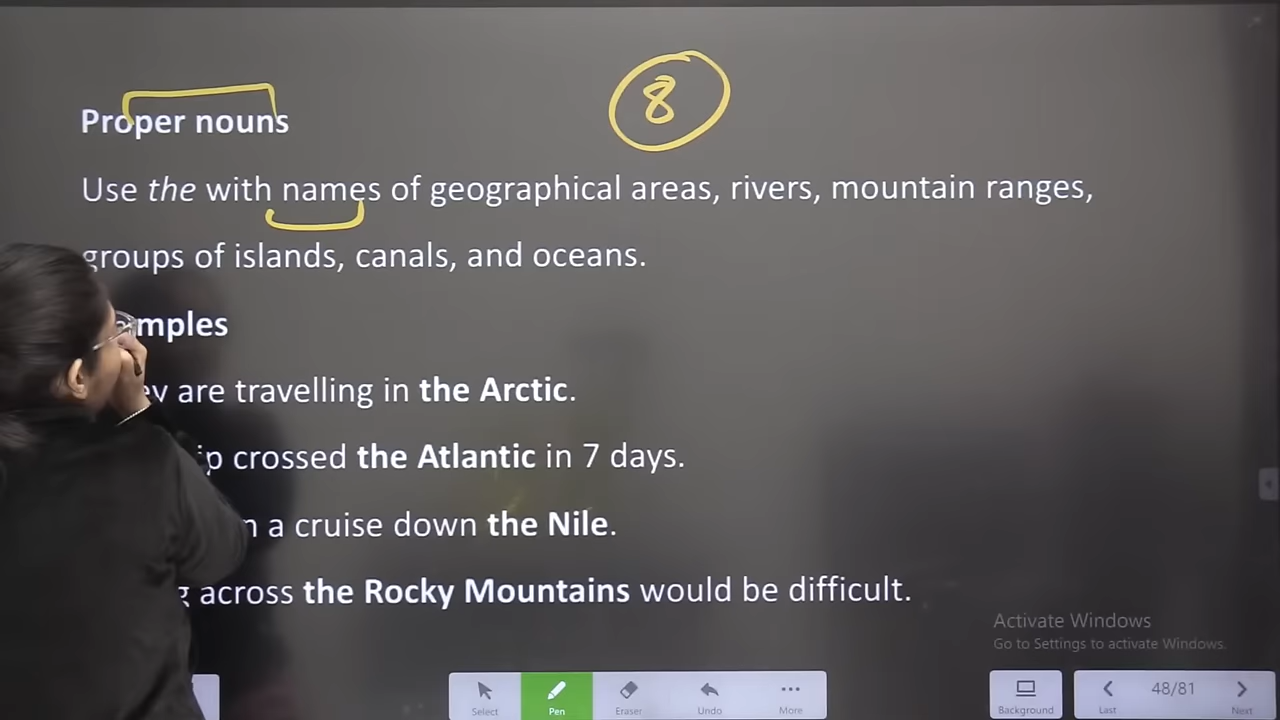 Proper nouns
8
Use the with names of geographical areas, rivers, mountain ranges,
groups of islands, canals, and oceans.
are travelling in the Arctic.
crossed the Atlantic in 7 days.
a cruise down the Nile.
across the Rocky Mountains would be difficult.
Activate Windows
Go to Settings to activate Windows.
Select
Pen
Eraser
Undo
More
Background
Last
48/81
Next